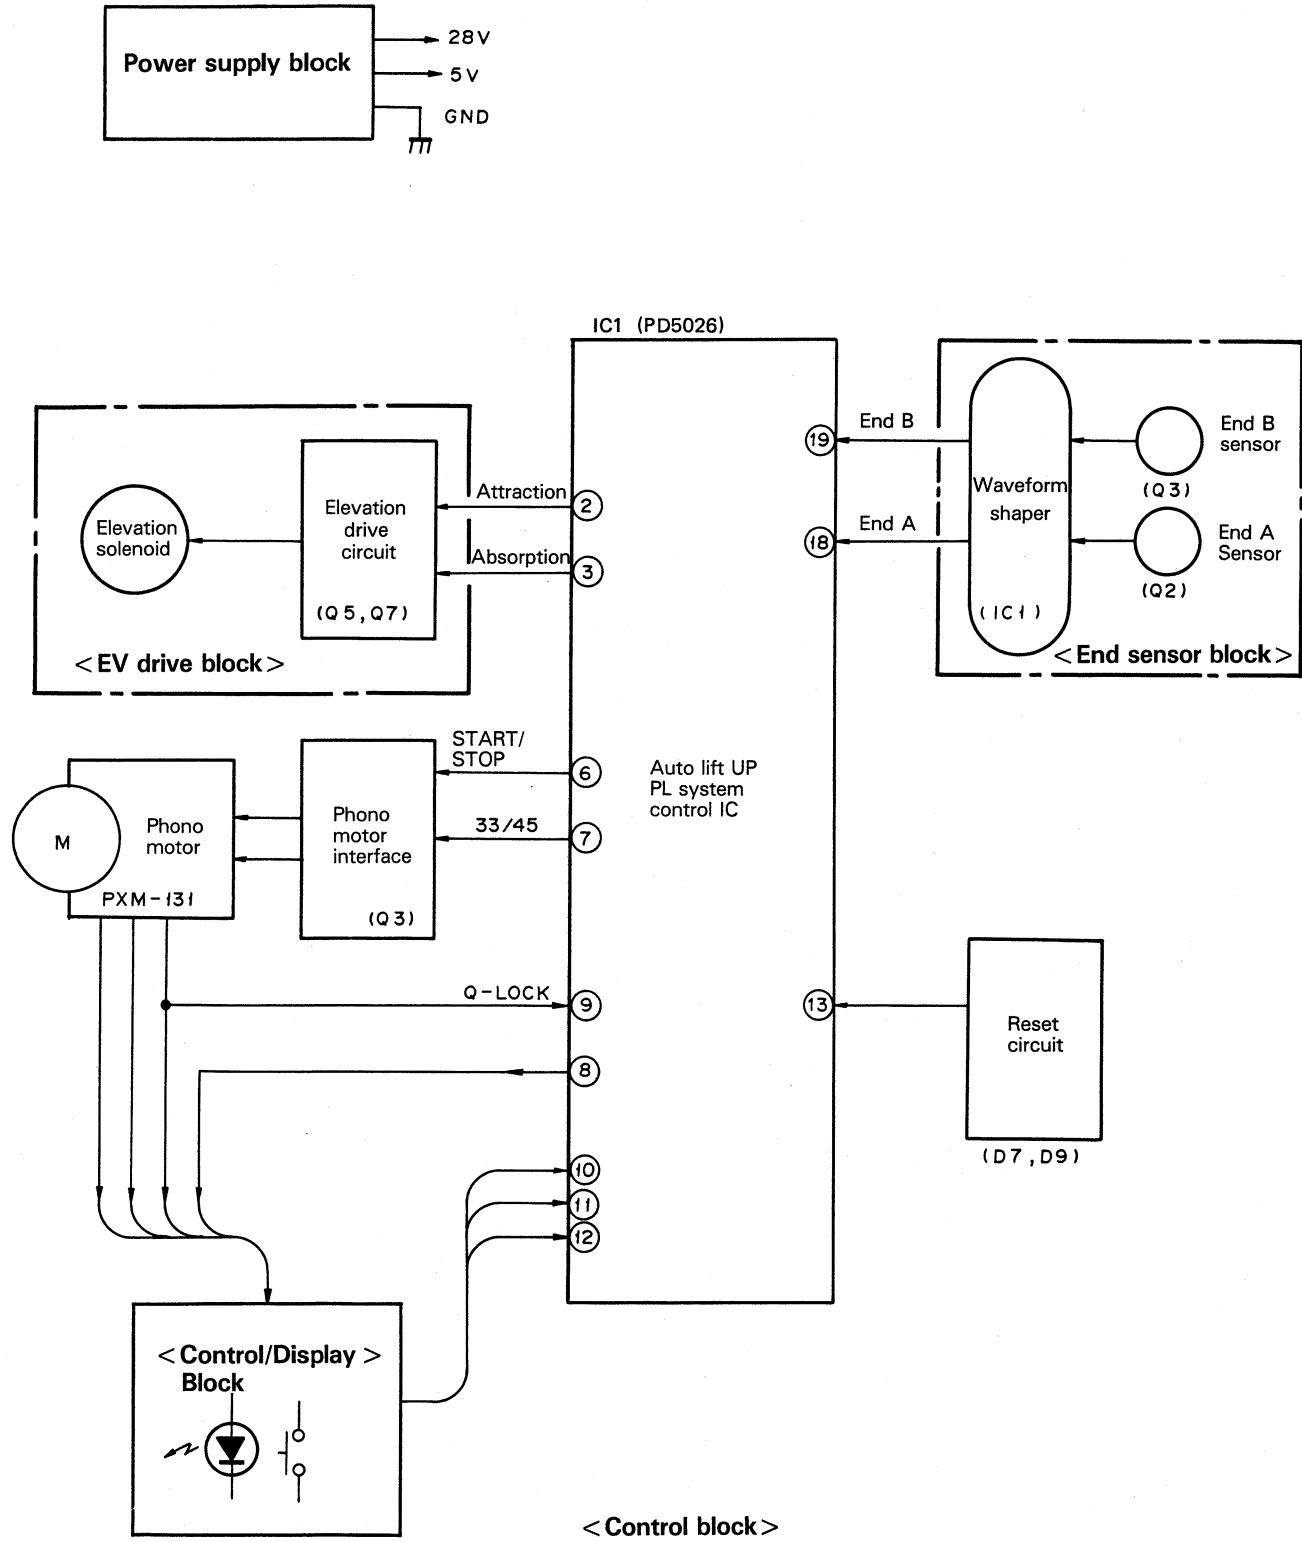 Power supply block
28V
5V
GND
IC1 (PD5026)
End B
End A
19
18
Waveform
shaper
(IC1)
End B
sensor
(Q3)
End A
Sensor
(Q2)
<End sensor block>
Elevation
solenoid
Elevation
drive
circuit
(Q5,Q7)
Attraction
Absorption
2
3
<EV drive block>
START/
STOP
33/45
6
7
Auto lift UP
PL system
control IC
M
Phono
motor
PXM-131
Phono
motor
interface
(Q3)
Q-LOCK
9
8
13
Reset
circuit
(D7,D9)
10
11
12
<Control/Display>
Block
<Control block>